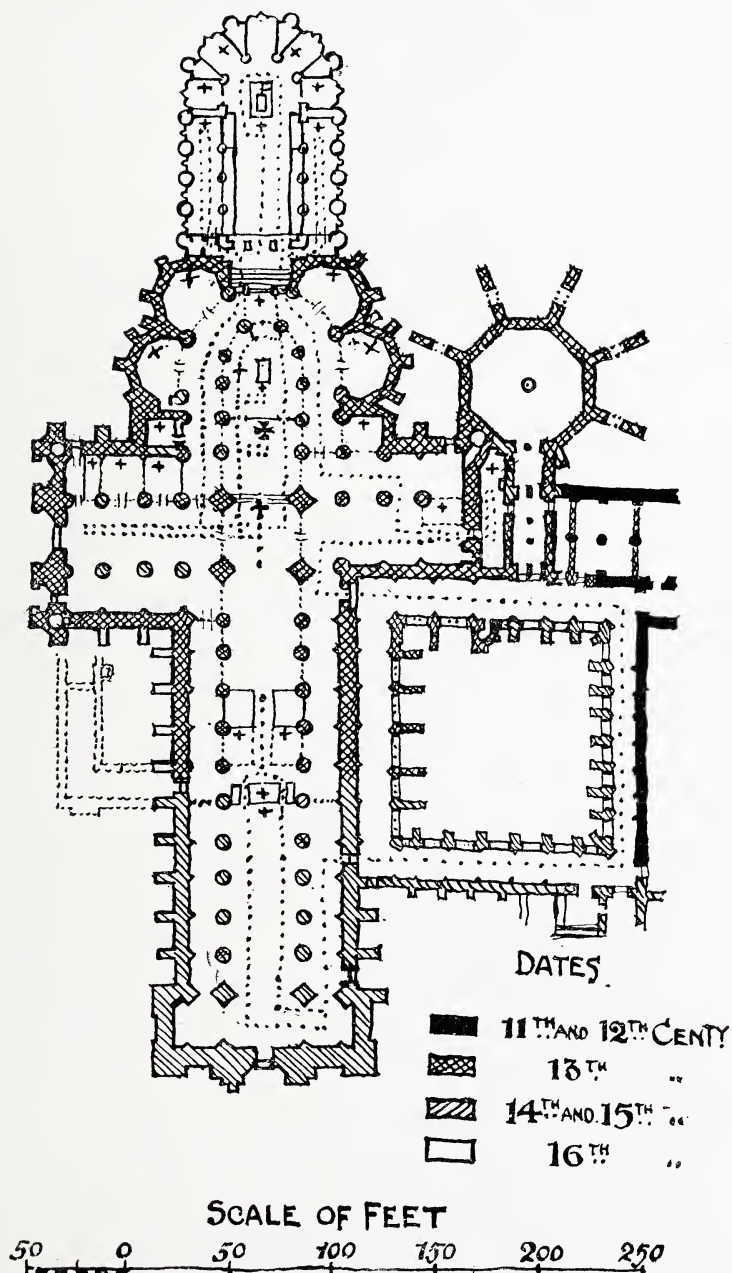 DATES
11TH AND 12TH CENTY
13TH "
14TH AND 15TH "
16TH "
SCALE OF FEET
50 0 50 100 150 200 250